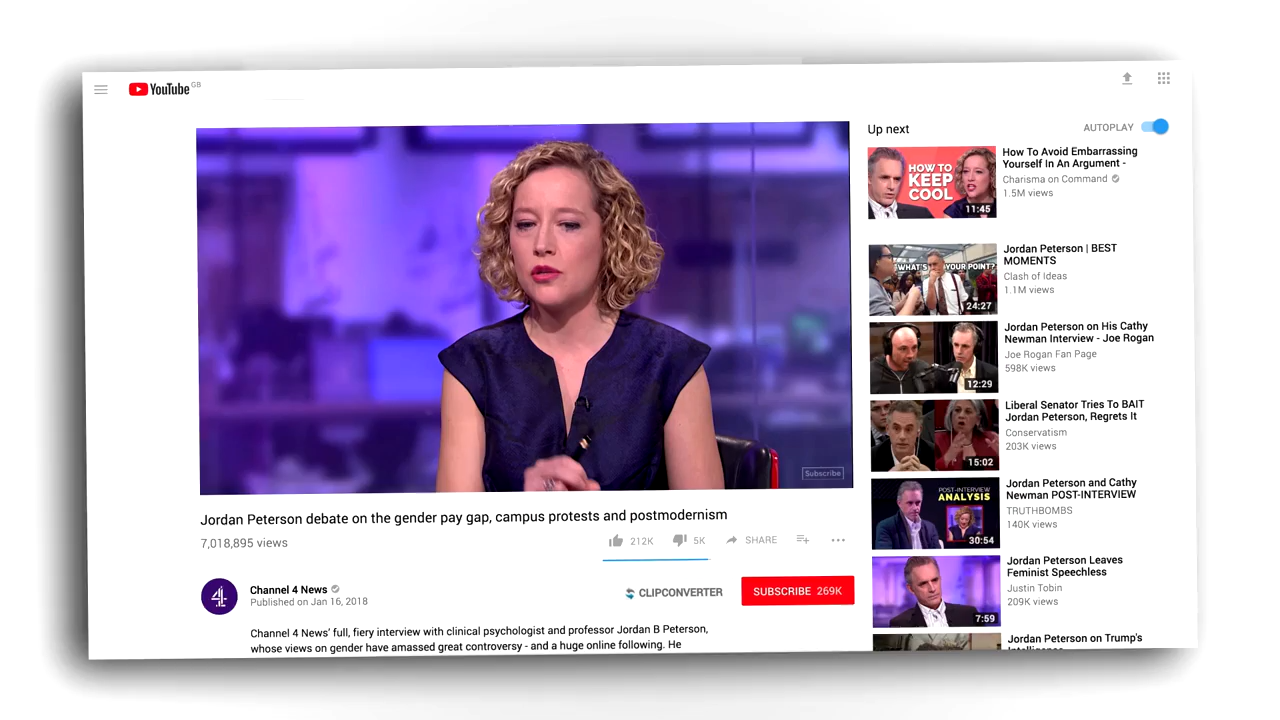 YouTube GB
Subscribe
Jordan Peterson debate on the gender pay gap, campus protests and postmodernism
7,018,895 views
212K
5K
SHARE
Channel 4 News
Published on Jan 16, 2018
CLIPCONVERTER
SUBSCRIBE 269K
Channel 4 News' full, fiery interview with clinical psychologist and professor Jordan B Peterson,
whose views on gender have amassed great controversy - and a huge online following. He
Up next
AUTOPLAY
HOW TO
KEEP
COOL
11:45
How To Avoid Embarrassing
Yourself In An Argument -
Charisma on Command
1.5M views
WHAT'S YOUR POINT?
24:27
Jordan Peterson | BEST
MOMENTS
Clash of Ideas
1.1M views
12:29
Jordan Peterson on His Cathy
Newman Interview - Joe Rogan
Joe Rogan Fan Page
598K views
15:02
Liberal Senator Tries To BAIT
Jordan Peterson, Regrets It
Conservatism
203K views
POST-INTERVIEW
ANALYSIS
30:54
Jordan Peterson and Cathy
Newman POST-INTERVIEW
TRUTHBOMBS
140K views
7:59
Jordan Peterson Leaves
Feminist Speechless
Justin Tobin
209K views
Jordan Peterson on Trump's